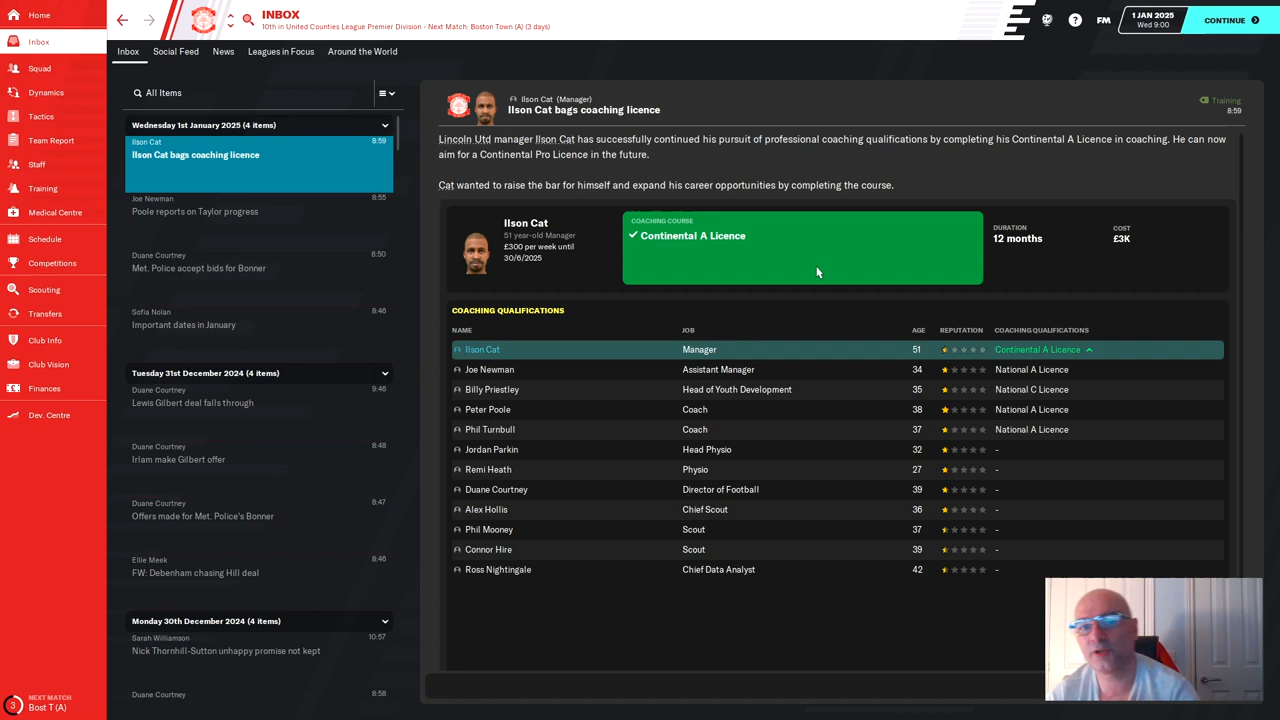 Home
Inbox
Squad
Dynamics
Tactics
Team Report
Staff
Training
Medical Centre
Schedule
Competitions
Scouting
Transfers
Club Info
Club Vision
Finances
Dev. Centre
3
NEXT MATCH
Bost T (A)
INBOX
10th in United Counties League Premier Division - Next Match: Boston Town (A) (3 days)
?
FM
1 JAN 2025
Wed 9:00
CONTINUE
Inbox
Social Feed
News
Leagues in Focus
Around the World
All Items
Wednesday 1st January 2025 (4 items)
Ilson Cat 8:59
Ilson Cat bags coaching licence
Joe Newman 8:55
Poole reports on Taylor progress
Duane Courtney 8:50
Met. Police accept bids for Bonner
Sofia Nolan 8:46
Important dates in January
Tuesday 31st December 2024 (4 items)
Duane Courtney 9:46
Lewis Gilbert deal falls through
Duane Courtney 8:48
Irlam make Gilbert offer
Duane Courtney 8:47
Offers made for Met. Police's Bonner
Ellie Meek 8:46
FW: Debenham chasing Hill deal
Monday 30th December 2024 (4 items)
Sarah Williamson 10:57
Nick Thornhill-Sutton unhappy promise not kept
Duane Courtney 8:58
Ilson Cat (Manager)
Ilson Cat bags coaching licence
Training
8:59
Lincoln Utd manager Ilson Cat has successfully continued his pursuit of professional coaching qualifications by completing his Continental A Licence in coaching. He can now
aim for a Continental Pro Licence in the future.
Cat wanted to raise the bar for himself and expand his career opportunities by completing the course.
Ilson Cat
51 year-old Manager
£300 per week until
30/6/2025
COACHING COURSE
Continental A Licence
DURATION
12 months
COST
£3K
COACHING QUALIFICATIONS
NAME JOB AGE REPUTATION COACHING QUALIFICATIONS
Ilson Cat Manager 51 Continental A Licence
Joe Newman Assistant Manager 34 National A Licence
Billy Priestley Head of Youth Development 35 National C Licence
Peter Poole Coach 38 National A Licence
Phil Turnbull Coach 37 National A Licence
Jordan Parkin Head Physio 32 -
Remi Heath Physio 27 -
Duane Courtney Director of Football 39 -
Alex Hollis Chief Scout 36 -
Phil Mooney Scout 37 -
Connor Hire Scout 39 -
Ross Nightingale Chief Data Analyst 42 -